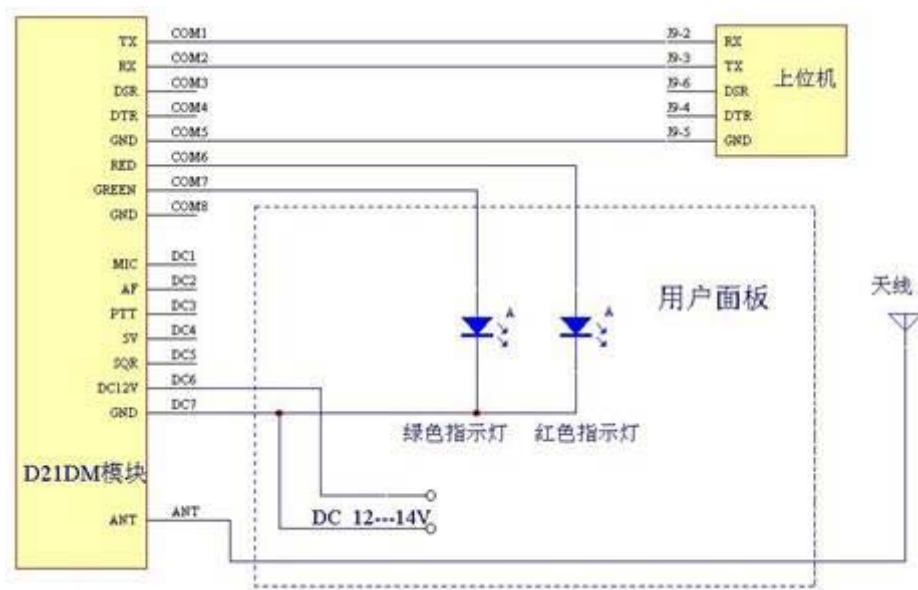 TX COM1 J9-2 RX
RX COM2 J9-3 TX
DSR COM3 J9-6 DSR
DTR COM4 J9-4 DTR
GND COM5 J9-5 GND
上位机
RED COM6
GREEN COM7
GND COM8
MIC DC1
AF DC2
PTT DC3
5V DC4
SQR DC5
DC12V DC6
GND DC7
A
A
用户面板
天线
绿色指示灯 红色指示灯
D21DM模块
DC 12---14V
ANT ANT